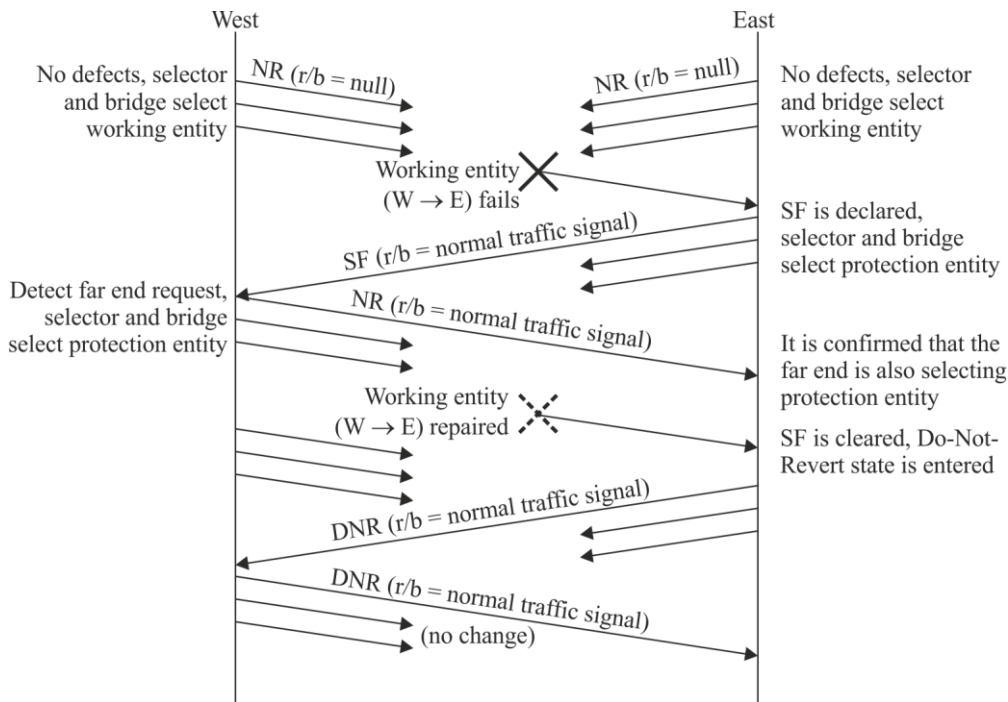 West
East
No defects, selector
and bridge select
working entity
NR (r/b = null)
NR (r/b = null)
No defects, selector
and bridge select
working entity
Working entity
(W → E) fails
SF is declared,
selector and bridge
select protection entity
SF (r/b = normal traffic signal)
Detect far end request,
selector and bridge
select protection entity
NR (r/b = normal traffic signal)
It is confirmed that the
far end is also selecting
protection entity
Working entity
(W → E) repaired
SF is cleared, Do-Not-
Revert state is entered
DNR (r/b = normal traffic signal)
DNR (r/b = normal traffic signal)
(no change)